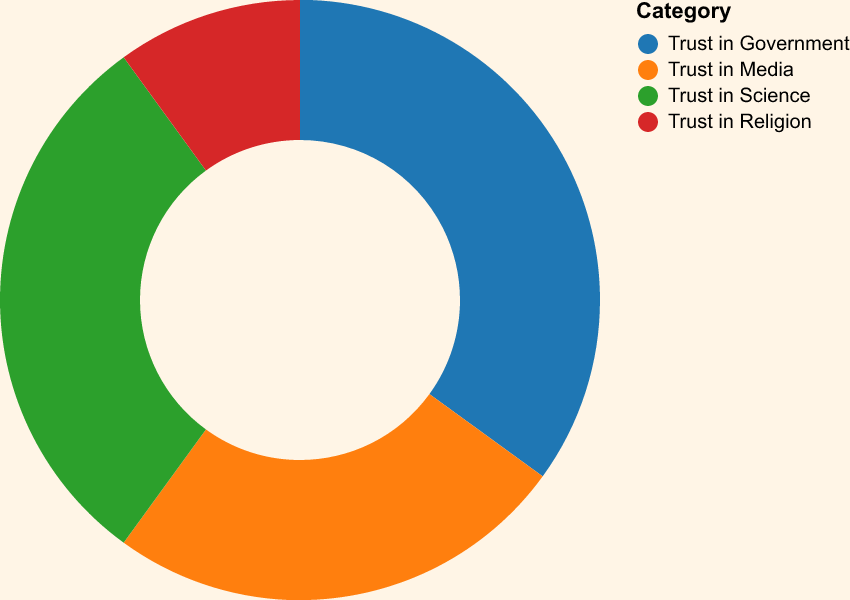 Category
Trust in Government
Trust in Media
Trust in Science
Trust in Religion